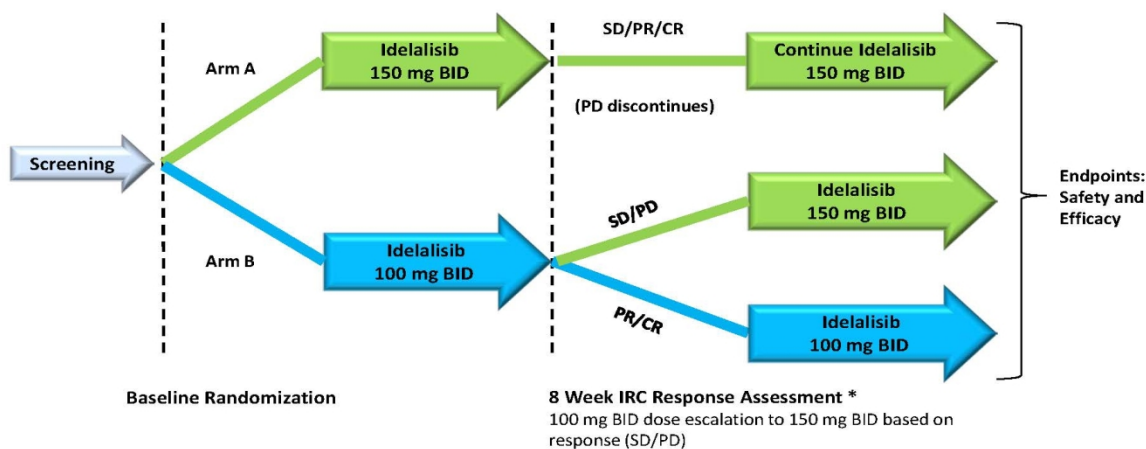 Screening
Arm A
Idelalisib
150 mg BID
SD/PR/CR
(PD discontinues)
Continue Idelalisib
150 mg BID
Arm B
Idelalisib
100 mg BID
SD/PD
Idelalisib
150 mg BID
PR/CR
Idelalisib
100 mg BID
Endpoints:
Safety and
Efficacy
Baseline Randomization
8 Week IRC Response Assessment *
100 mg BID dose escalation to 150 mg BID based on
response (SD/PD)